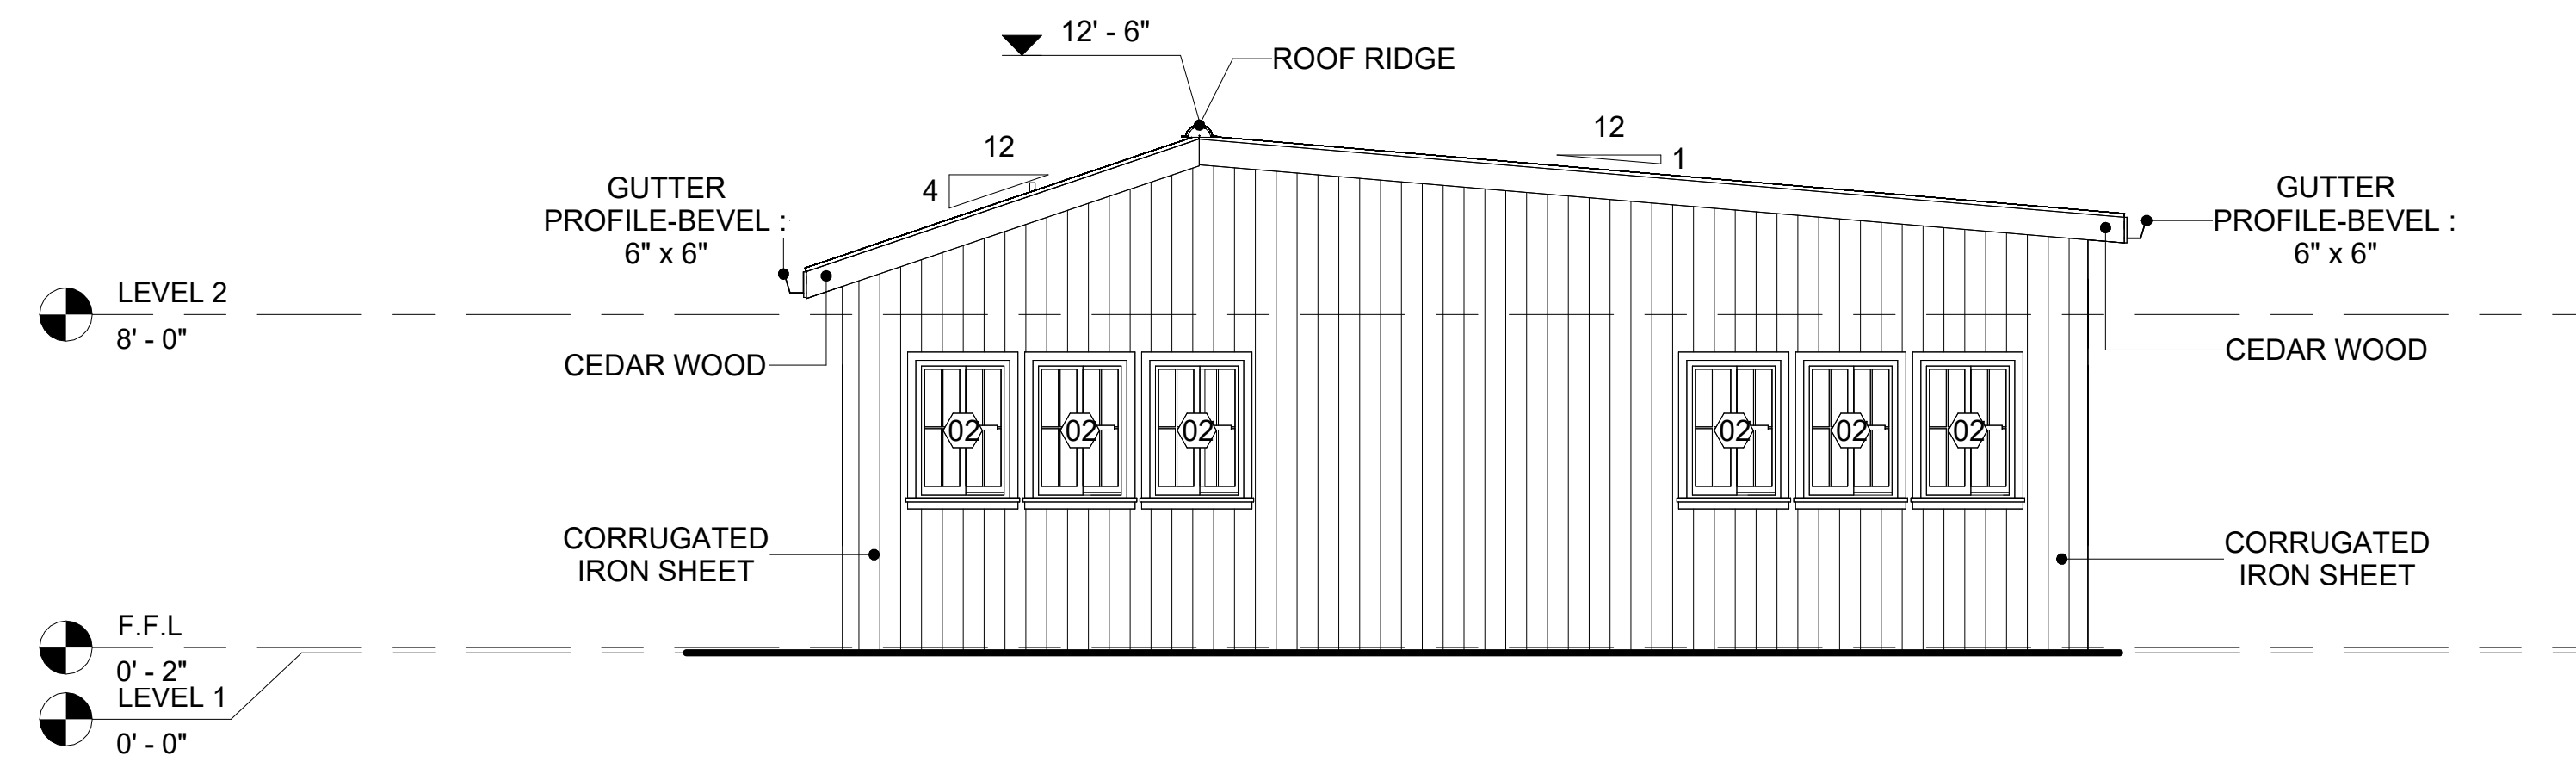 12' - 6"
ROOF RIDGE
12
4
12
1
GUTTER
PROFILE-BEVEL :
6" x 6"
GUTTER
PROFILE-BEVEL :
6" x 6"
LEVEL 2
8' - 0"
CEDAR WOOD
CEDAR WOOD
02
02
02
02
02
02
CORRUGATED
IRON SHEET
CORRUGATED
IRON SHEET
F.F.L
0' - 2"
LEVEL 1
0' - 0"